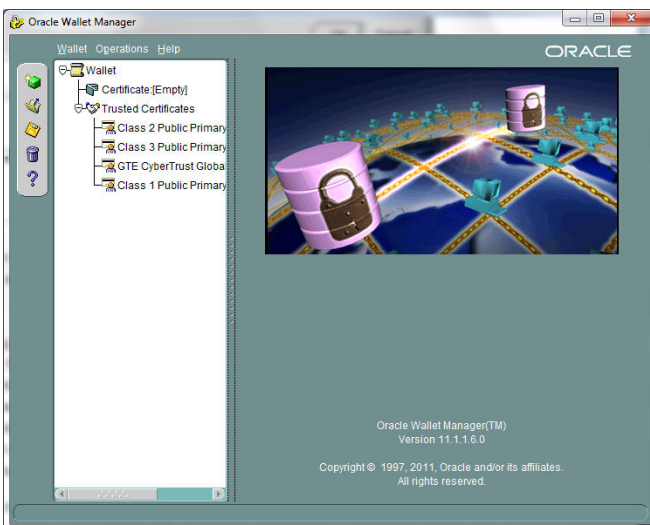 Oracle Wallet Manager
Wallet Operations Help
ORACLE
Wallet
Certificate:[Empty]
Trusted Certificates
Class 2 Public Primary
Class 3 Public Primary
GTE CyberTrust Globa
Class 1 Public Primary
Oracle Wallet Manager(TM)
Version 11.1.1.6.0
Copyright © 1997, 2011, Oracle and/or its affiliates.
All rights reserved.